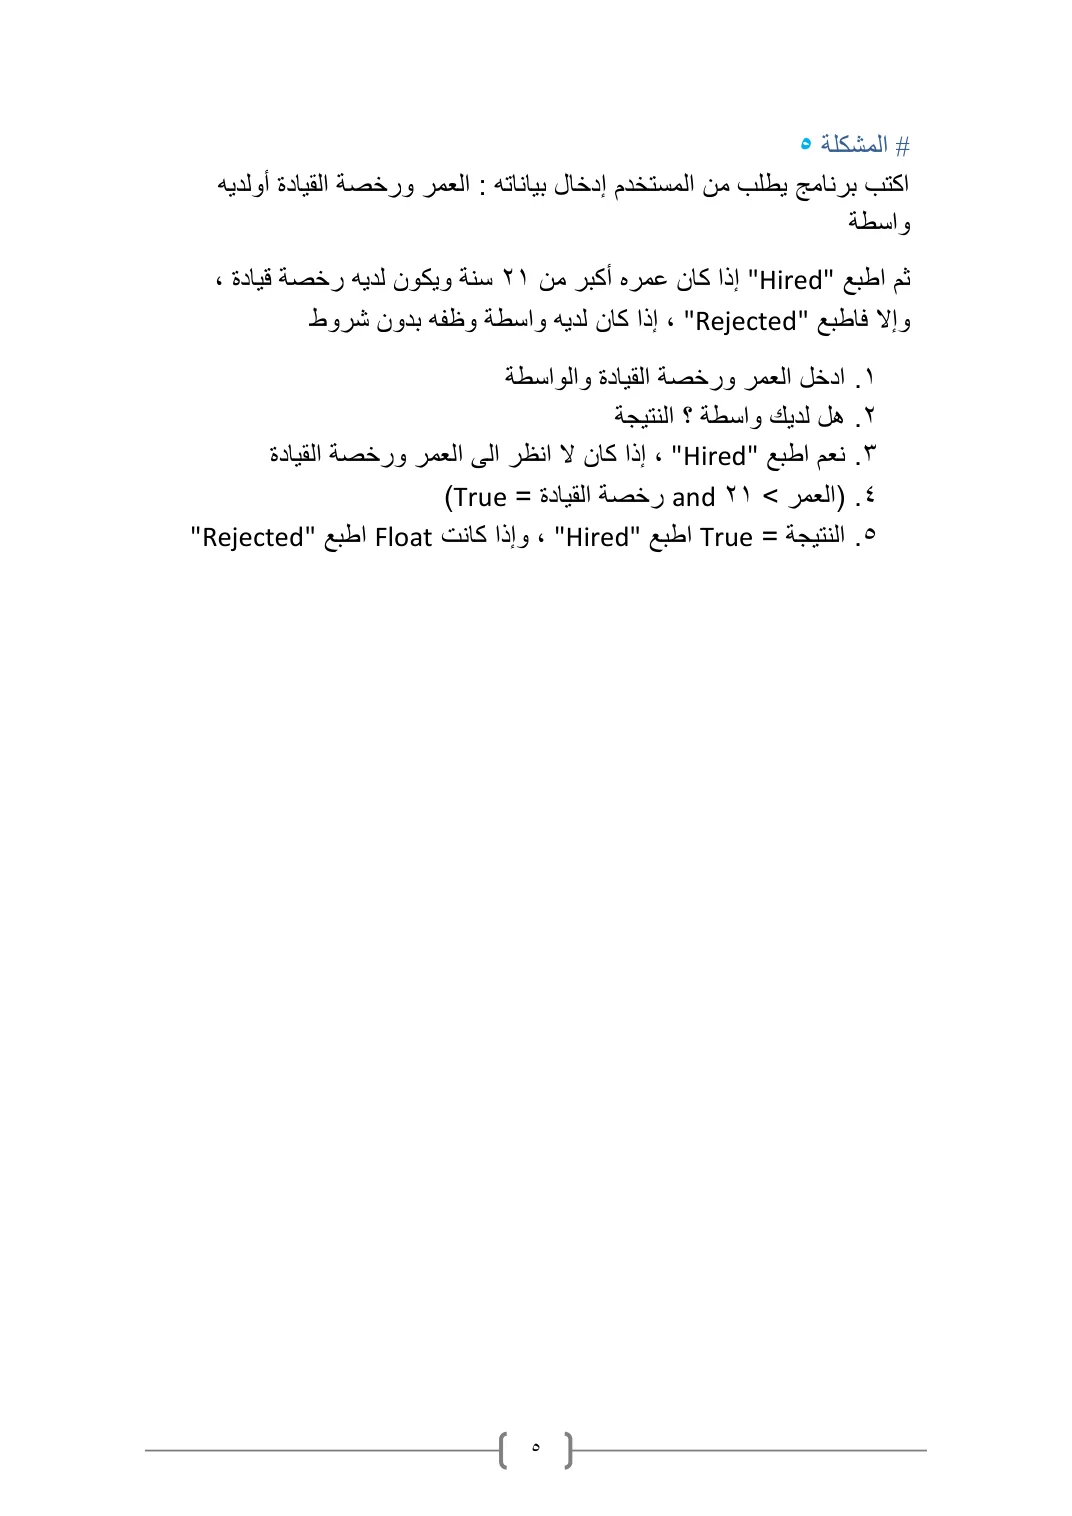 # المشكلة ٥
اكتب برنامج يطلب من المستخدم إدخال بياناته : العمر ورخصة القيادة أولديه
واسطة
ثم اطبع "Hired" إذا كان عمره أكبر من ٢١ سنة ويكون لديه رخصة قيادة ،
وإلا فاطبع "Rejected" ، إذا كان لديه واسطة وظفه بدون شروط
١. ادخل العمر ورخصة القيادة والواسطة
٢. هل لديك واسطة ؟ النتيجة
٣. نعم اطبع "Hired" ، إذا كان لا انظر الى العمر ورخصة القيادة
٤. (العمر > ٢١ and رخصة القيادة = True)
٥. النتيجة = True اطبع "Hired" ، وإذا كانت Float اطبع "Rejected"
٥